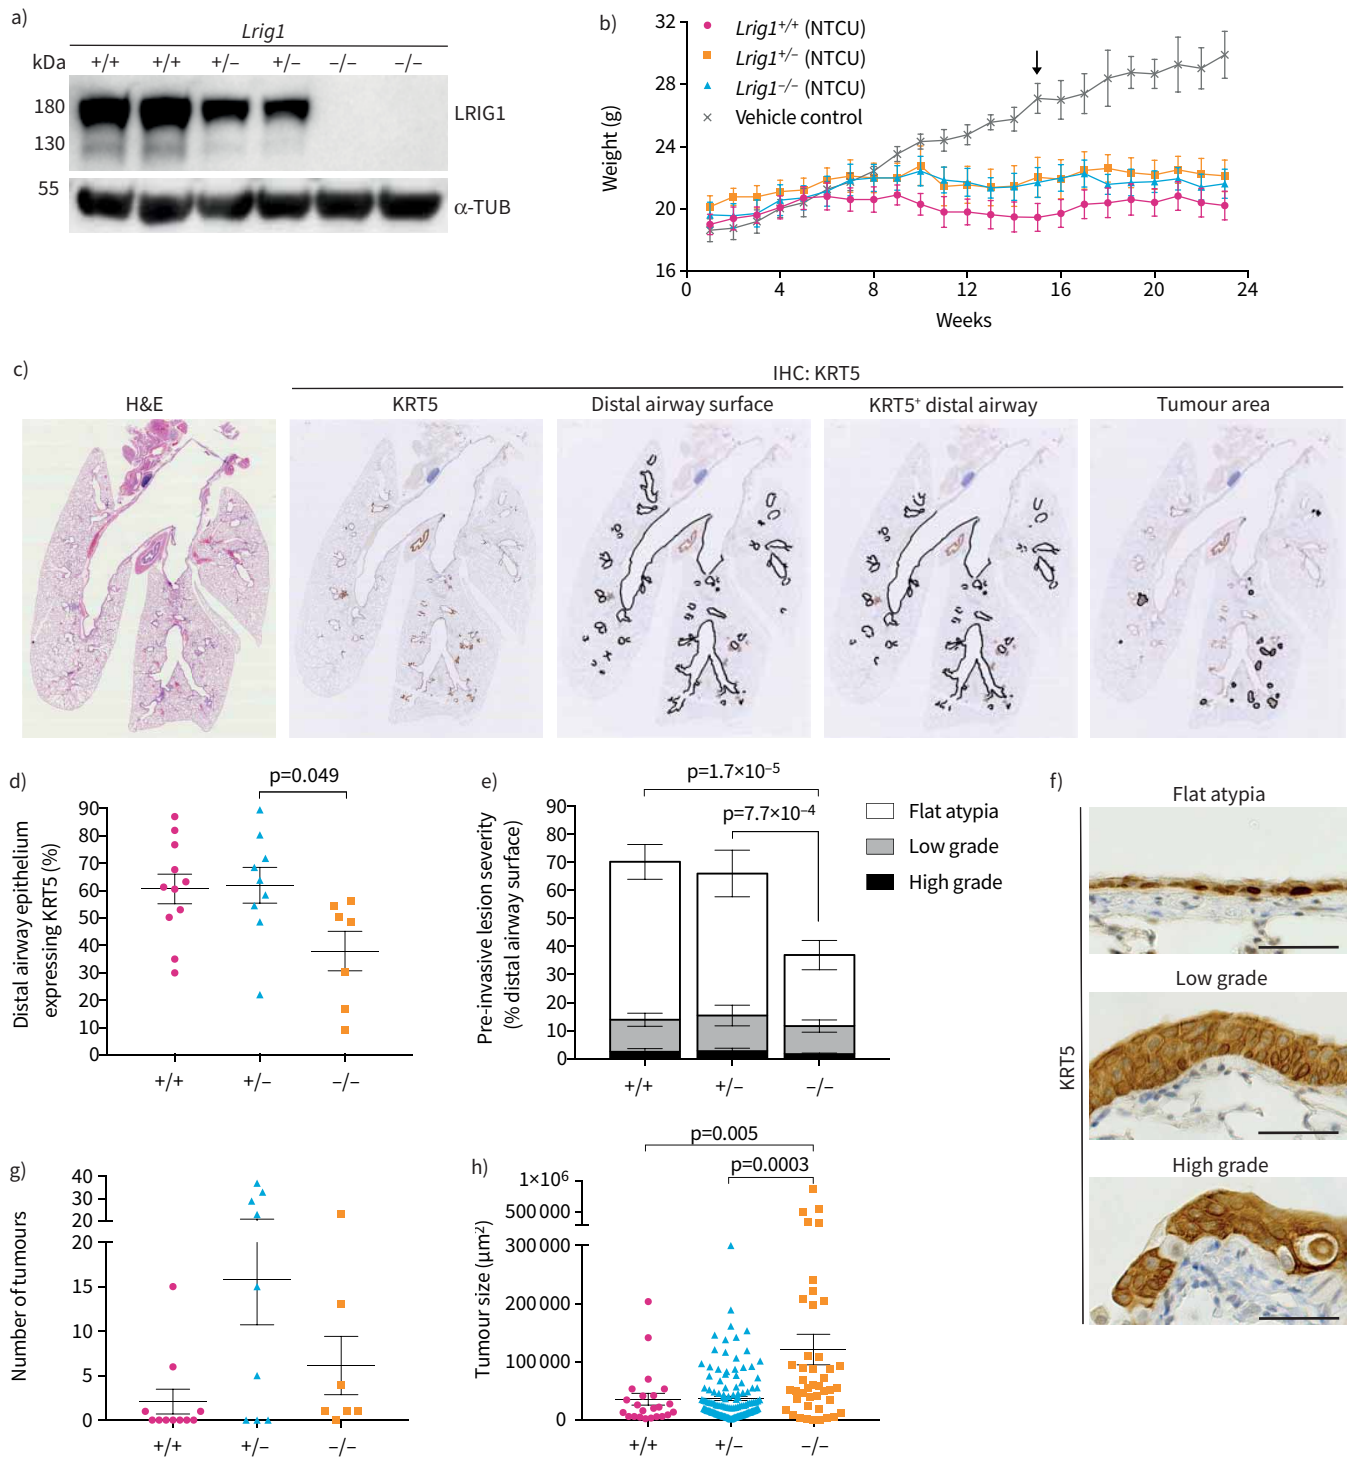 a)
Lrig1
kDa +/+ +/+ +/– +/– –/– –/–
180
LRIG1
130
55
α-TUB
b)
Lrig1+/+ (NTCU)
Lrig1+/– (NTCU)
Lrig1–/– (NTCU)
Vehicle control
Weight (g)
32
28
24
20
16
0 4 8 12 16 20 24
Weeks
c)
IHC: KRT5
H&E KRT5 Distal airway surface KRT5+ distal airway Tumour area
d)
p=0.049
Distal airway epithelium
expressing KRT5 (%)
90
80
70
60
50
40
30
20
10
0
+/+ +/– –/–
e)
p=1.7×10–5
p=7.7×10–4
Pre-invasive lesion severity
(% distal airway surface)
90
80
70
60
50
40
30
20
10
0
+/+ +/– –/–
Flat atypia
Low grade
High grade
f)
KRT5
Flat atypia
Low grade
High grade
g)
Number of tumours
40
30
20
20
15
10
5
0
+/+ +/– –/–
h)
p=0.005
p=0.0003
Tumour size (µm2)
1×106
500 000
300 000
200 000
100 000
0
+/+ +/– –/–